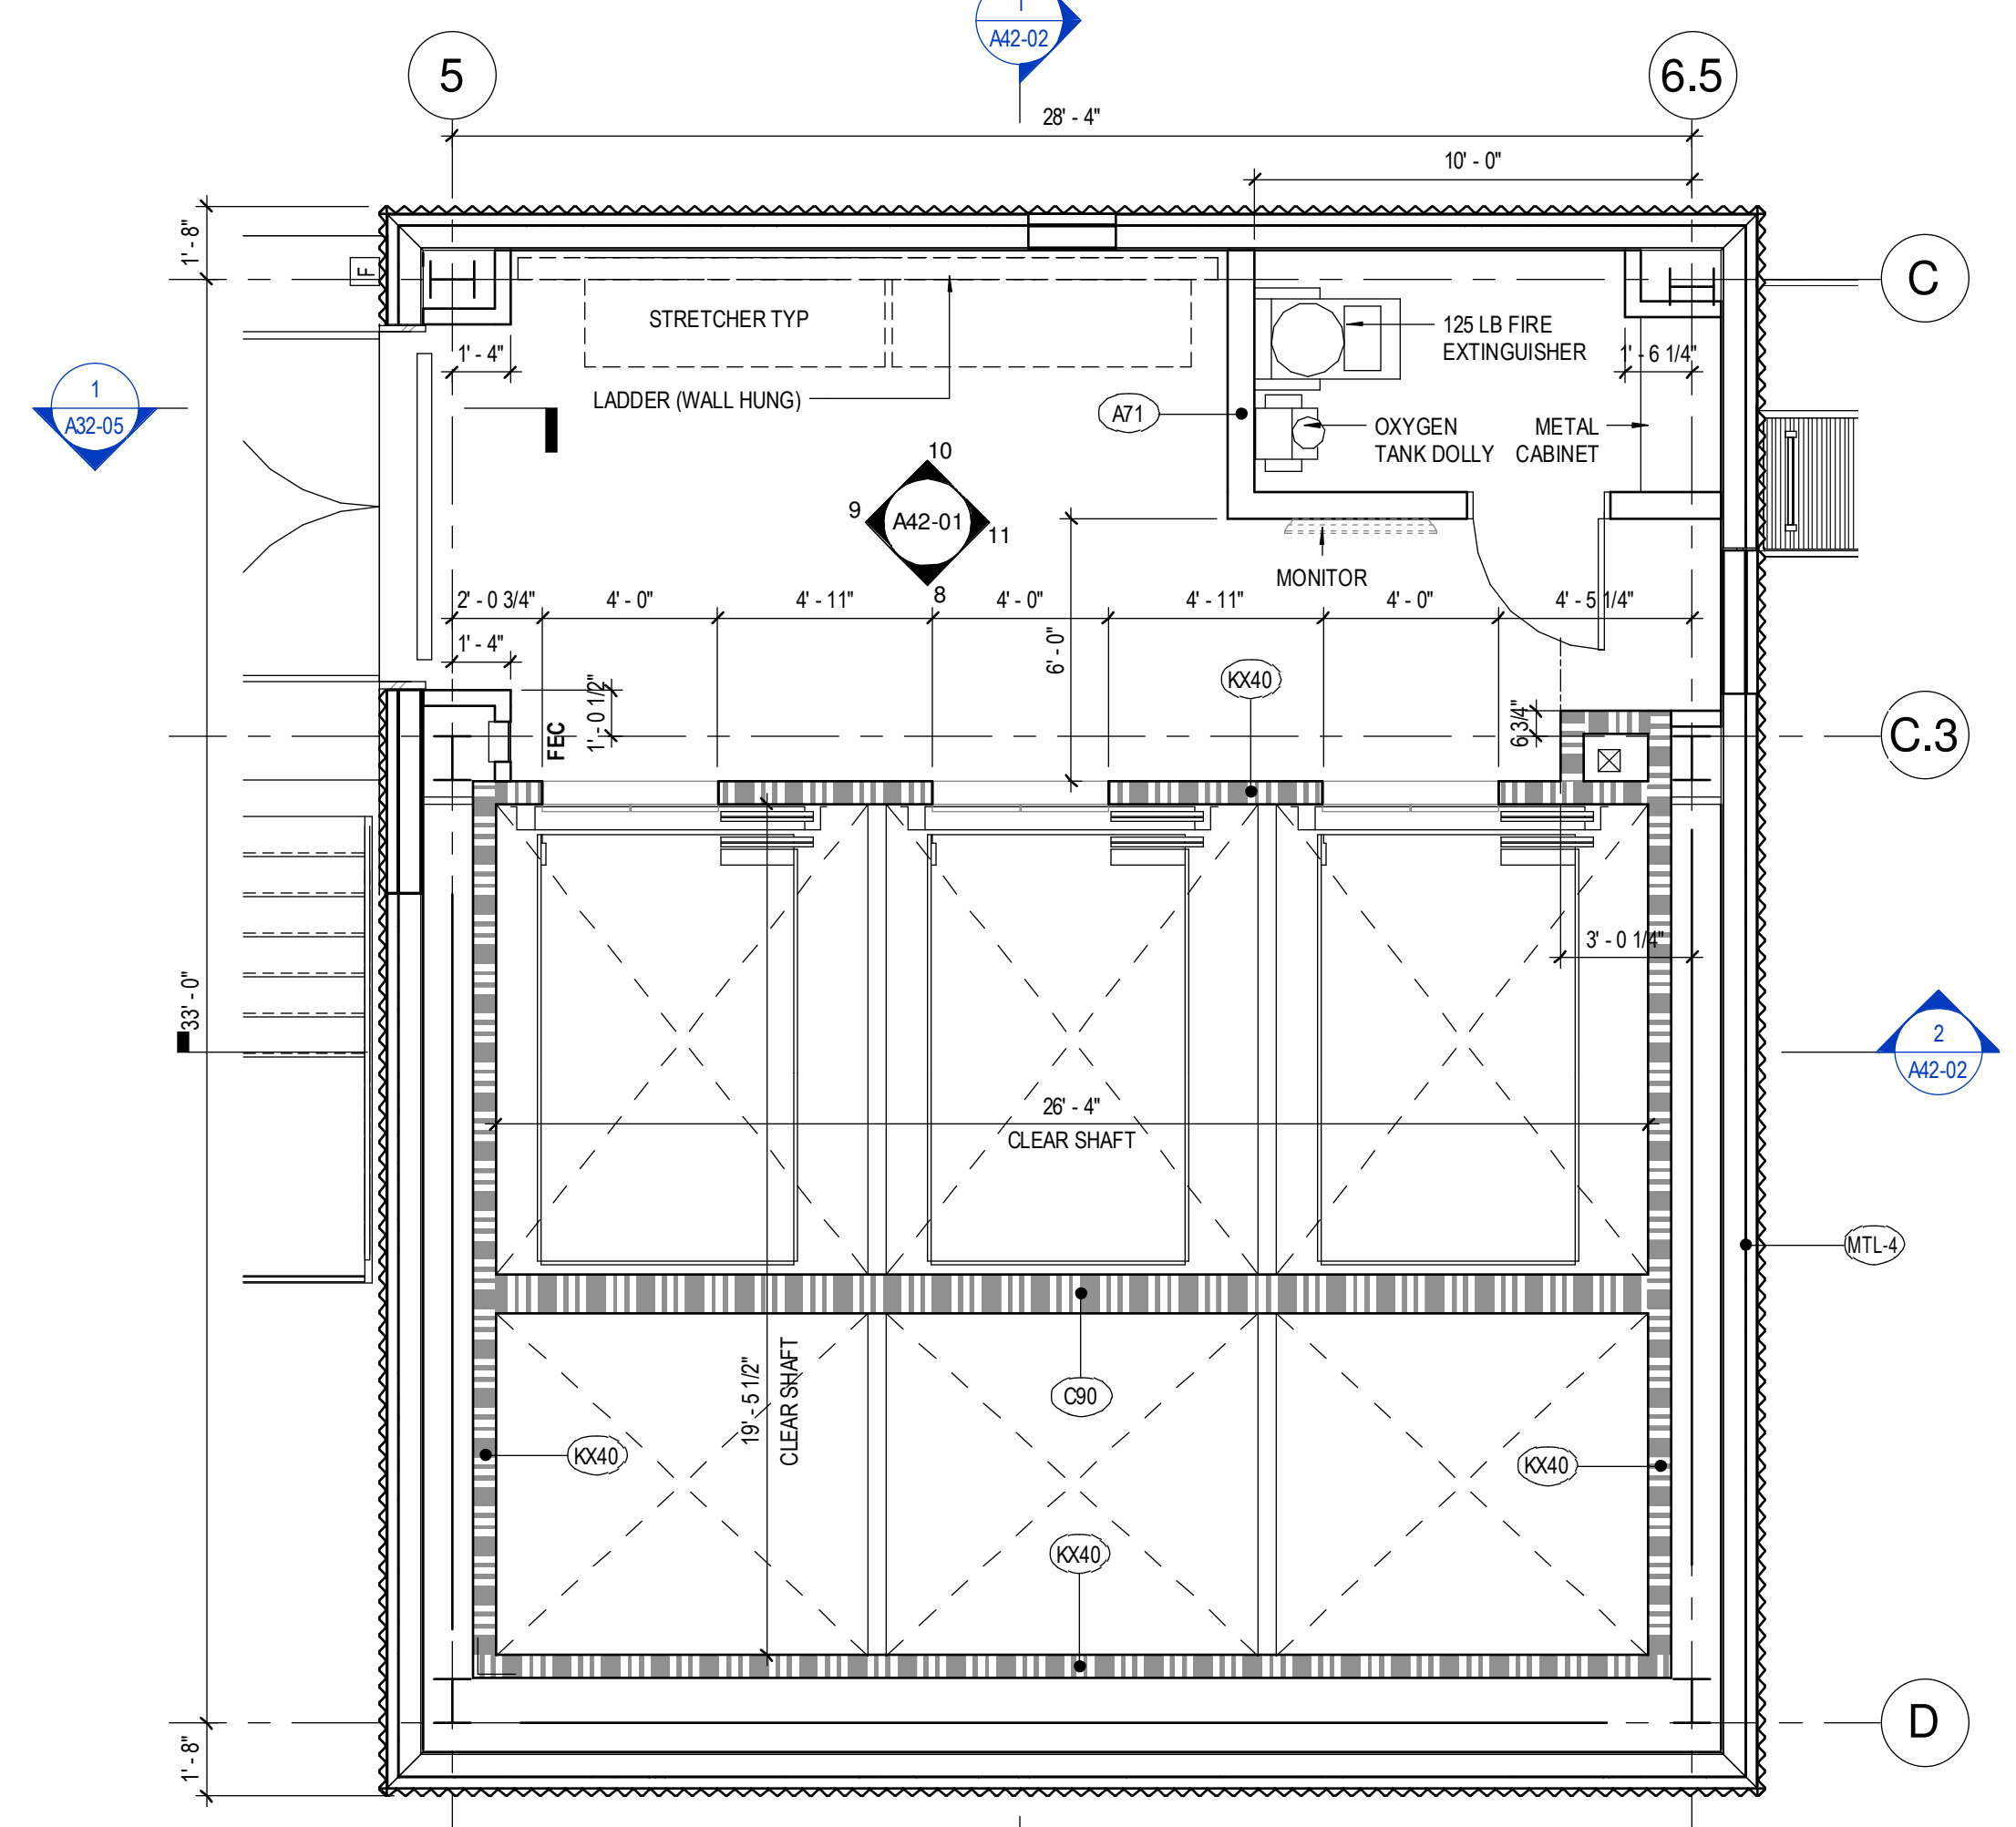 1
A42-02
5
6.5
28' - 4"
10' - 0"
1' - 8"
C
F
STRETCHER TYP
125 LB FIRE
EXTINGUISHER
1' - 4"
1' - 6 1/4"
LADDER (WALL HUNG)
1
A32-05
A71
OXYGEN
TANK DOLLY
METAL
CABINET
10
9
A42-01
11
8
MONITOR
2' - 0 3/4"
4' - 0"
4' - 11"
4' - 0"
4' - 11"
4' - 0"
4' - 5 1/4"
1' - 4"
6' - 0"
KX40
1' - 0 1/2"
FEC
6 3/4"
C.3
3' - 0 1/4"
33' - 0"
2
A42-02
26' - 4"
CLEAR SHAFT
MTL-4
19' - 5 1/2"
CLEAR SHAFT
C90
KX40
KX40
KX40
D
1' - 8"